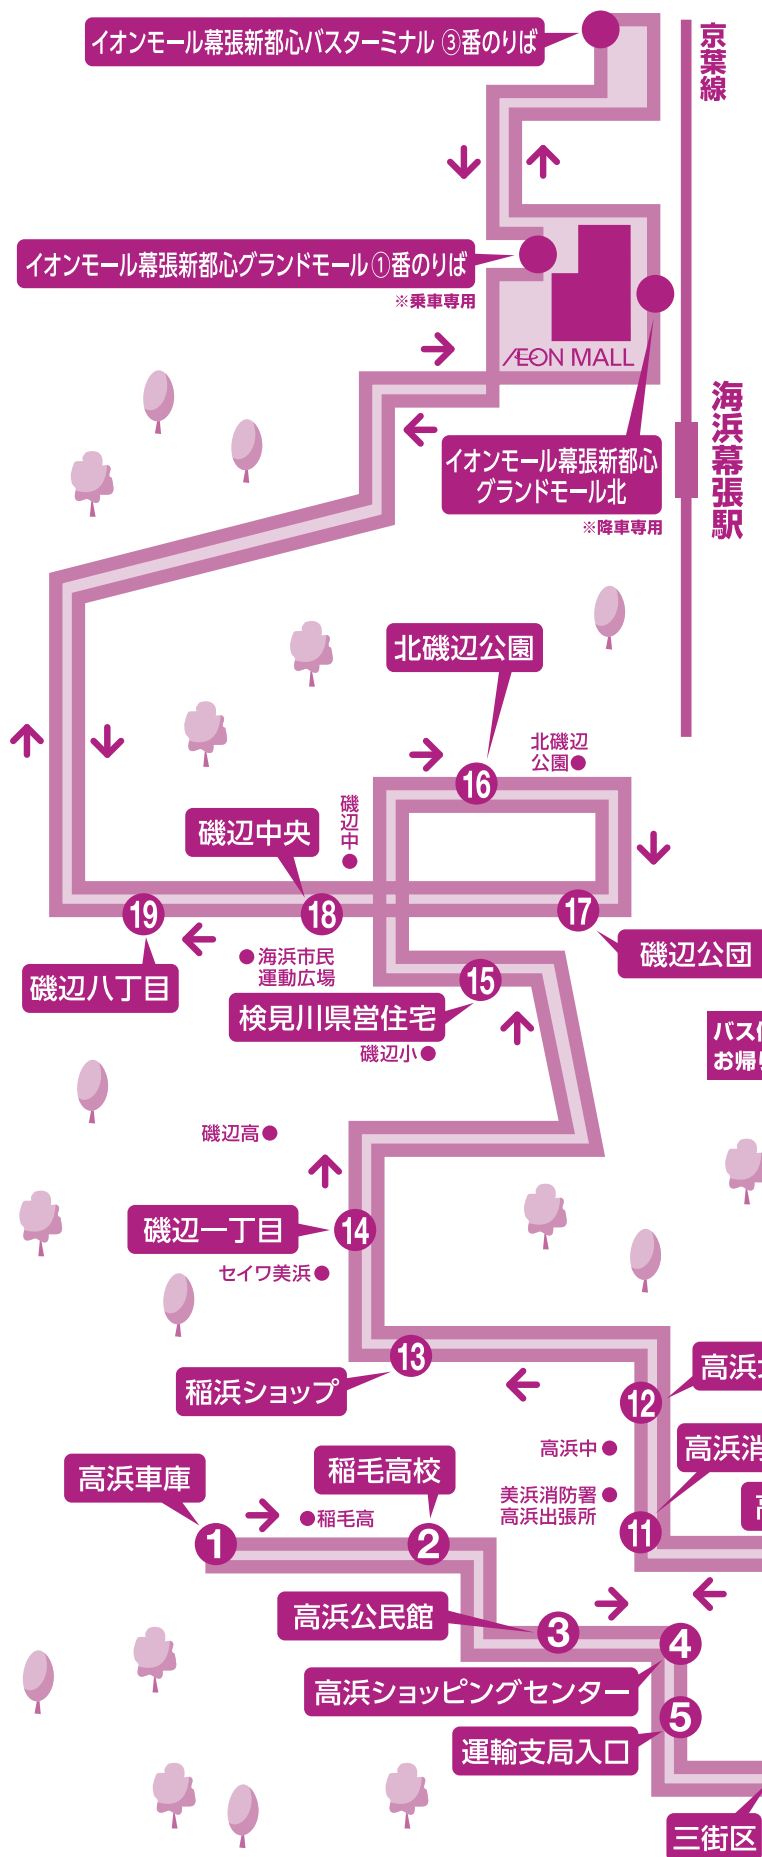 イオンモール幕張新都心バスターミナル ③番のりば
京葉線
イオンモール幕張新都心グランドモール①番のりば
※乗車専用
ÆON MALL
海浜幕張駅
イオンモール幕張新都心
グランドモール北
※降車専用
北磯辺公園
北磯辺
公園
16
磯辺中
磯辺中央
19
18
17
海浜市民
運動広場
磯辺公団
磯辺八丁目
15
検見川県営住宅
磯辺小
バス
お帰り
磯辺高
磯辺一丁目
14
セイワ美浜
13
稲浜ショップ
12
高浜
高浜中
高浜消
美浜消防署
高浜出張所
11
高浜車庫
稲毛高校
稲毛高
1
2
高浜公民館
3
4
高浜ショッピングセンター
5
運輸支局入口
三街区